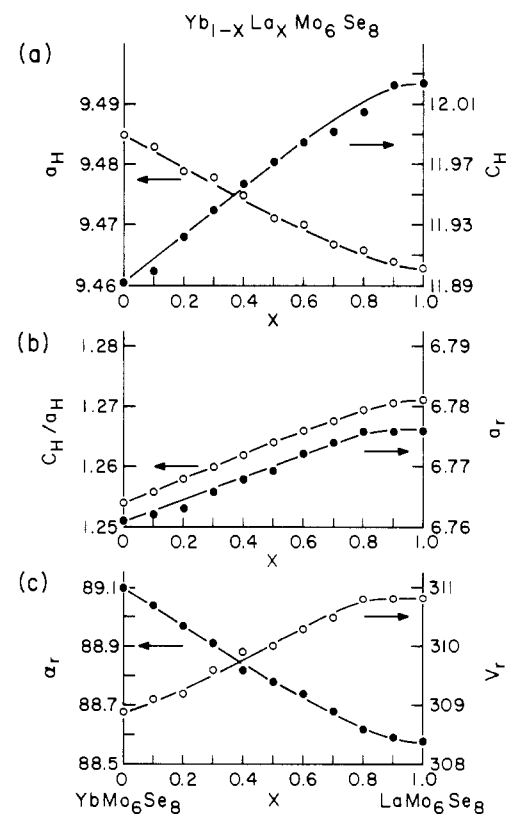 Yb1-X LaX Mo6 Se8
(a)
9.49
9.48
9.47
9.46
aH
12.01
11.97
11.93
11.89
CH
0 0.2 0.4 0.6 0.8 1.0
X
(b)
1.28
1.27
1.26
1.25
CH/aH
6.79
6.78
6.77
6.76
ar
0 0.2 0.4 0.6 0.8 1.0
X
(c)
89.1
88.9
88.7
88.5
αr
311
310
309
308
Vr
0 0.2 0.4 0.6 0.8 1.0
YbMo6Se8 X LaMo6Se8